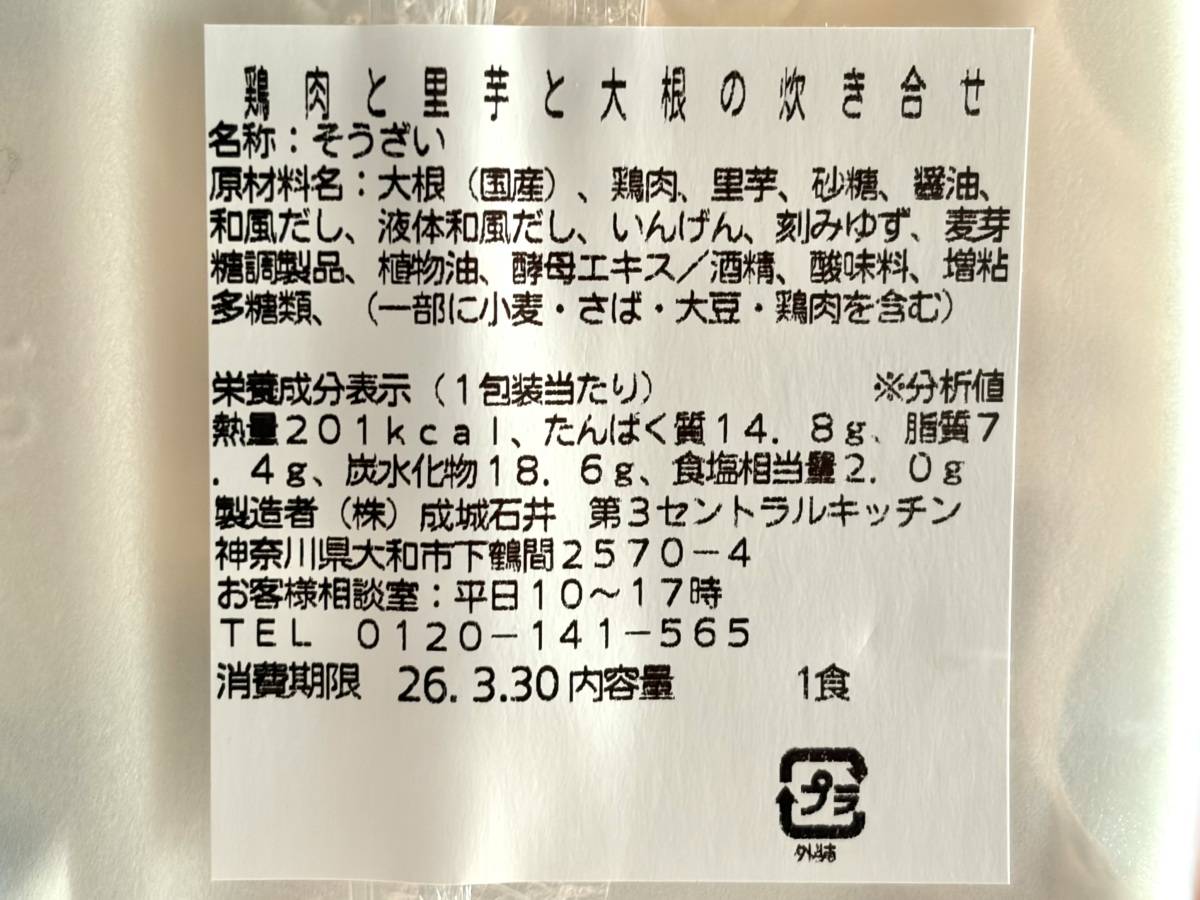 鶏肉と里芋と大根の炊き合せ
名称：そうざい
原材料名：大根（国産）、鶏肉、里芋、砂糖、醤油、
和風だし、液体和風だし、いんげん、刻みゆず、麦芽
糖調製品、植物油、酵母エキス／酒精、酸味料、増粘
多糖類、（一部に小麦・さば・大豆・鶏肉を含む）
栄養成分表示（１包装当たり）　※分析値
熱量２０１ｋｃａｌ、たんぱく質１４．８ｇ、脂質７
．４ｇ、炭水化物１８．６ｇ、食塩相当量２．０ｇ
製造者（株）成城石井　第３セントラルキッチン
神奈川県大和市下鶴間２５７０－４
お客様相談室：平日１０～１７時
ＴＥＬ　０１２０－１４１－５６５
消費期限　26.3.30 内容量　1食
プラ
外装